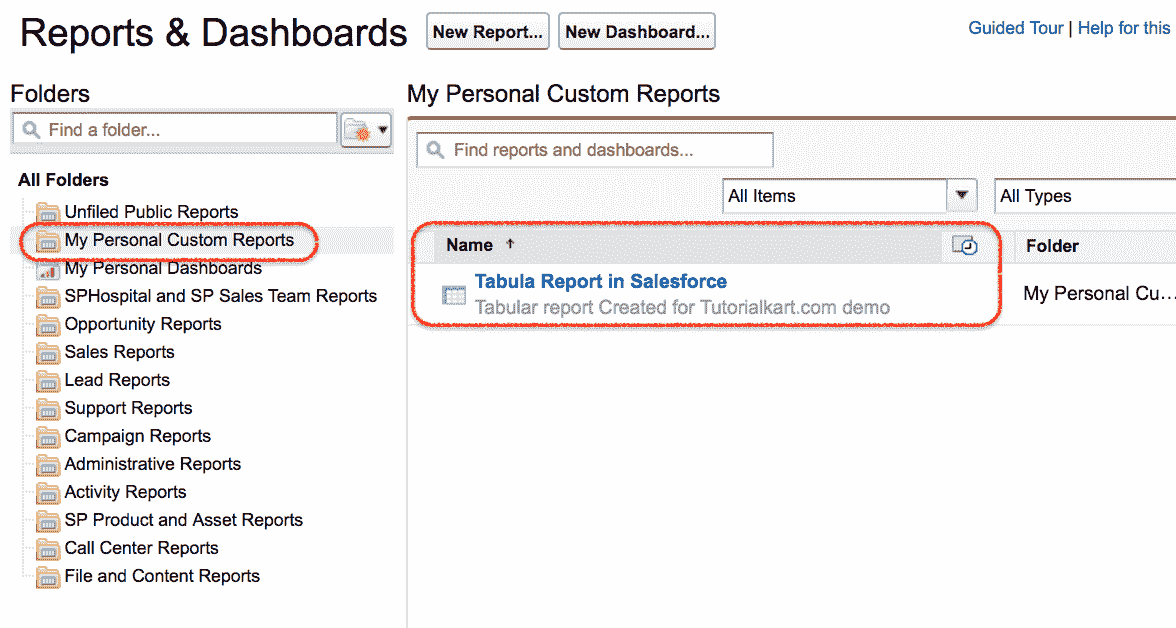 Reports & Dashboards
New Report...
New Dashboard...
Guided Tour | Help for this
Folders
Find a folder...
All Folders
Unfiled Public Reports
My Personal Custom Reports
My Personal Dashboards
SPHospital and SP Sales Team Reports
Opportunity Reports
Sales Reports
Lead Reports
Support Reports
Campaign Reports
Administrative Reports
Activity Reports
SP Product and Asset Reports
Call Center Reports
File and Content Reports
My Personal Custom Reports
Find reports and dashboards...
All Items
All Types
Name ↑
Folder
Tabula Report in Salesforce
Tabular report Created for Tutorialkart.com demo
My Personal Cu...